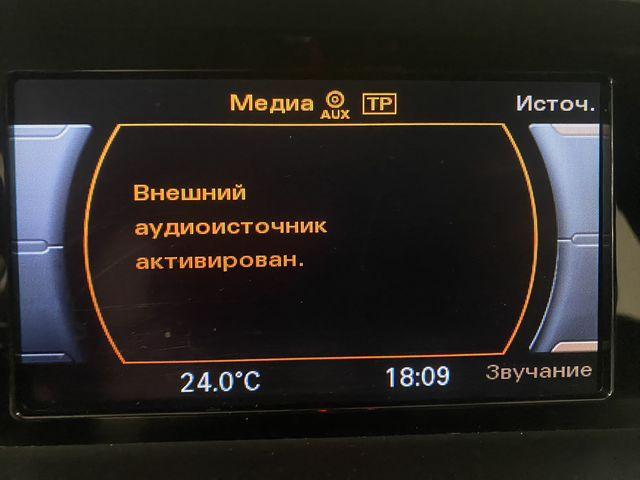 Медиа AUX TP Источ.
Внешний
аудиоисточник
активирован.
24.0°C 18:09 Звучание